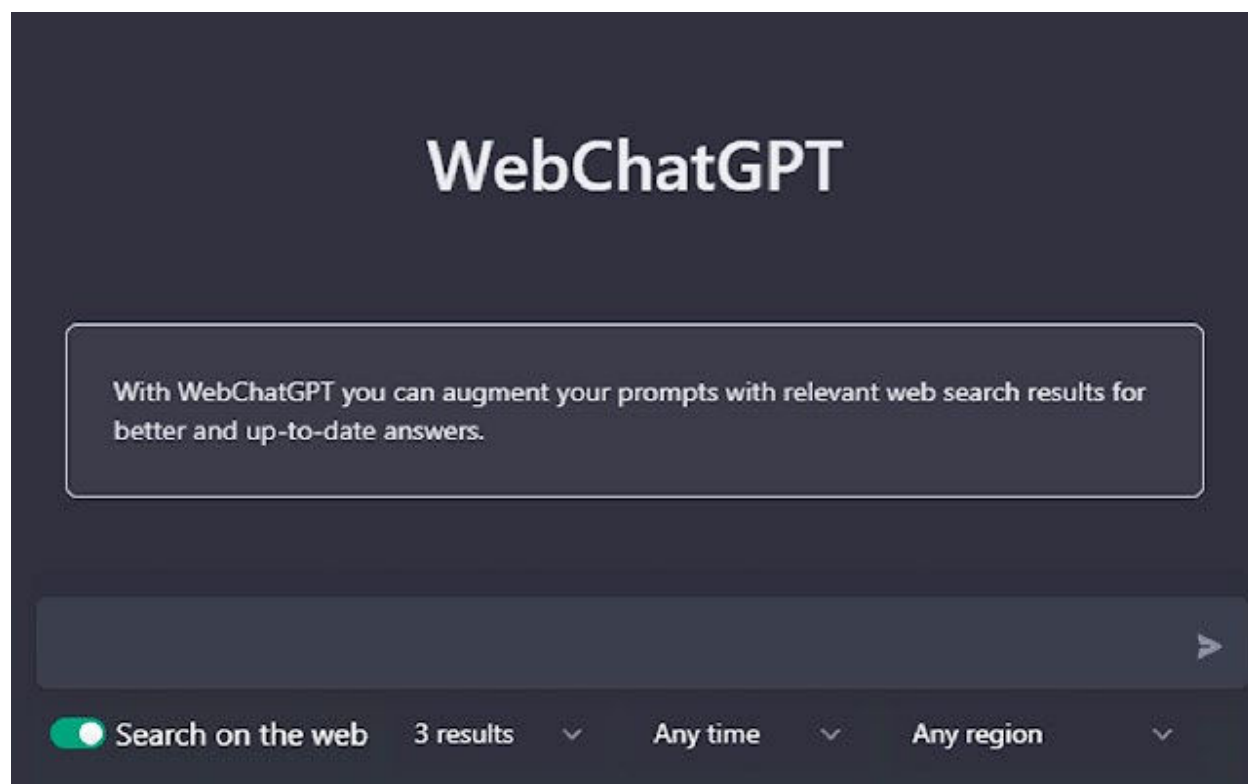 WebChatGPT
With WebChatGPT you can augment your prompts with relevant web search results for
better and up-to-date answers.
Search on the web 3 results Any time Any region